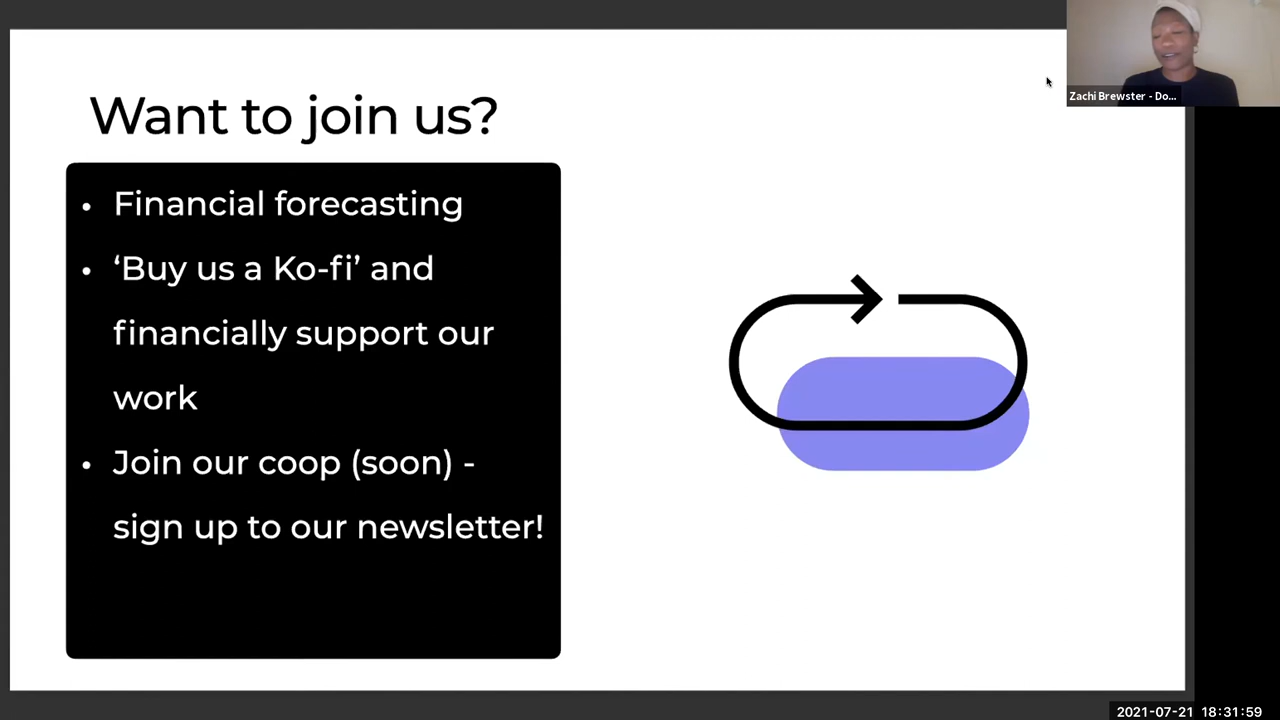 Want to join us?
• Financial forecasting
• ‘Buy us a Ko-fi’ and
financially support our
work
• Join our coop (soon) -
sign up to our newsletter!
Zachi Brewster - Do...
2021-07-21 18:31:59